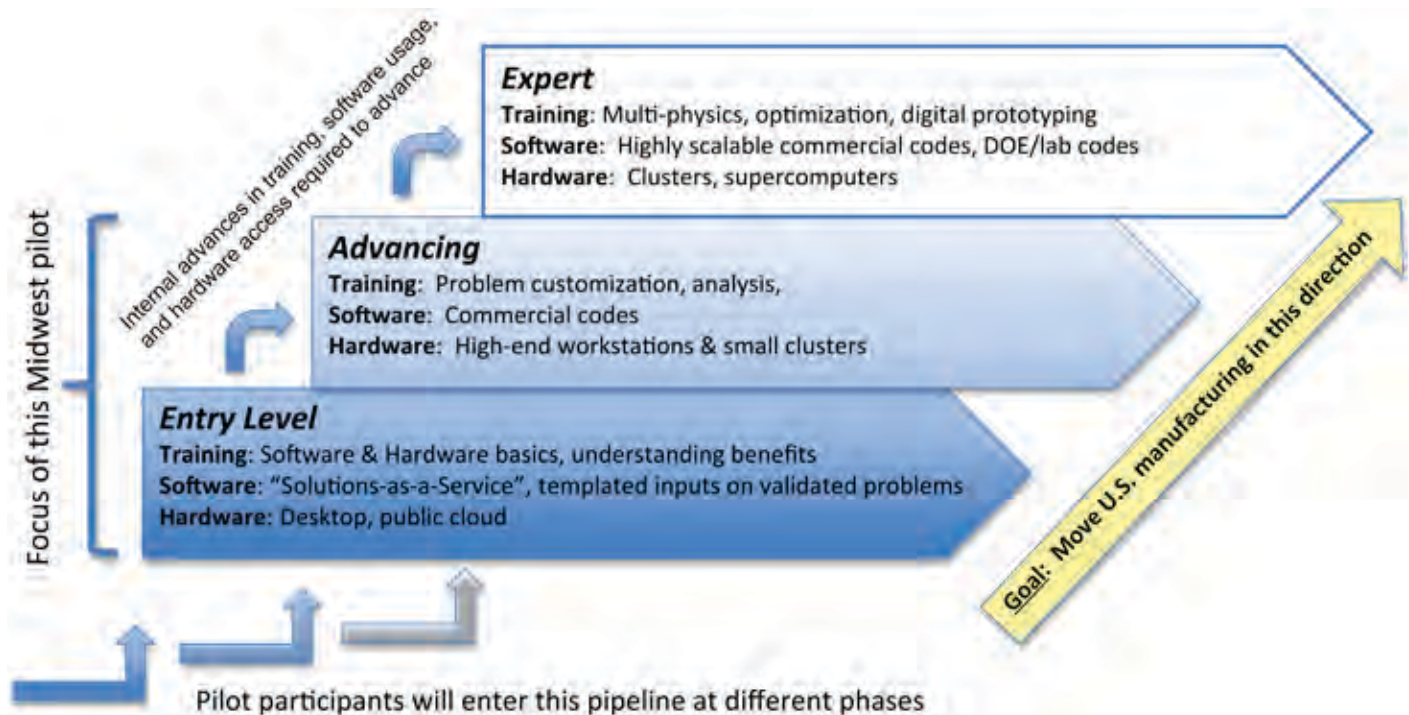 Internal advances in training, software usage,
and hardware access required to advance
Expert
Training: Multi-physics, optimization, digital prototyping
Software: Highly scalable commercial codes, DOE/lab codes
Hardware: Clusters, supercomputers
Focus of this Midwest pilot
Advancing
Training: Problem customization, analysis,
Software: Commercial codes
Hardware: High-end workstations & small clusters
Entry Level
Training: Software & Hardware basics, understanding benefits
Software: “Solutions-as-a-Service”, templated inputs on validated problems
Hardware: Desktop, public cloud
Goal: Move U.S. manufacturing in this direction
Pilot participants will enter this pipeline at different phases